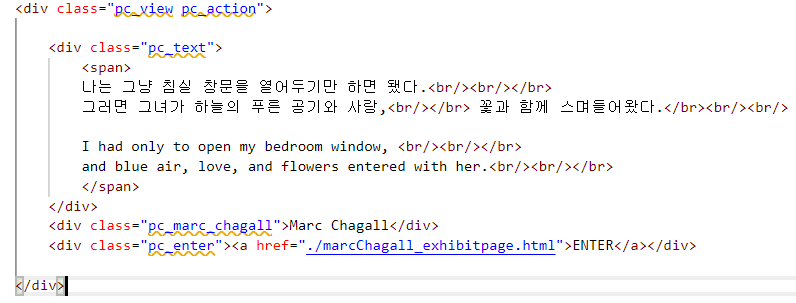 <div class="pc_view pc_action">
<div class="pc_text">
<span>
나는 그냥 침실 창문을 열어두기만 하면 됐다.<br/><br/></br>
그러면 그녀가 하늘의 푸른 공기와 사랑,<br/></br> 꽃과 함께 스며들어왔다.</br><br/><br/>
I had only to open my bedroom window, <br/><br/></br>
and blue air, love, and flowers entered with her.<br/><br/></br>
</span>
</div>
<div class="pc_marc_chagall">Marc Chagall</div>
<div class="pc_enter"><a href="./marcChagall_exhibitpage.html">ENTER</a></div>
</div>